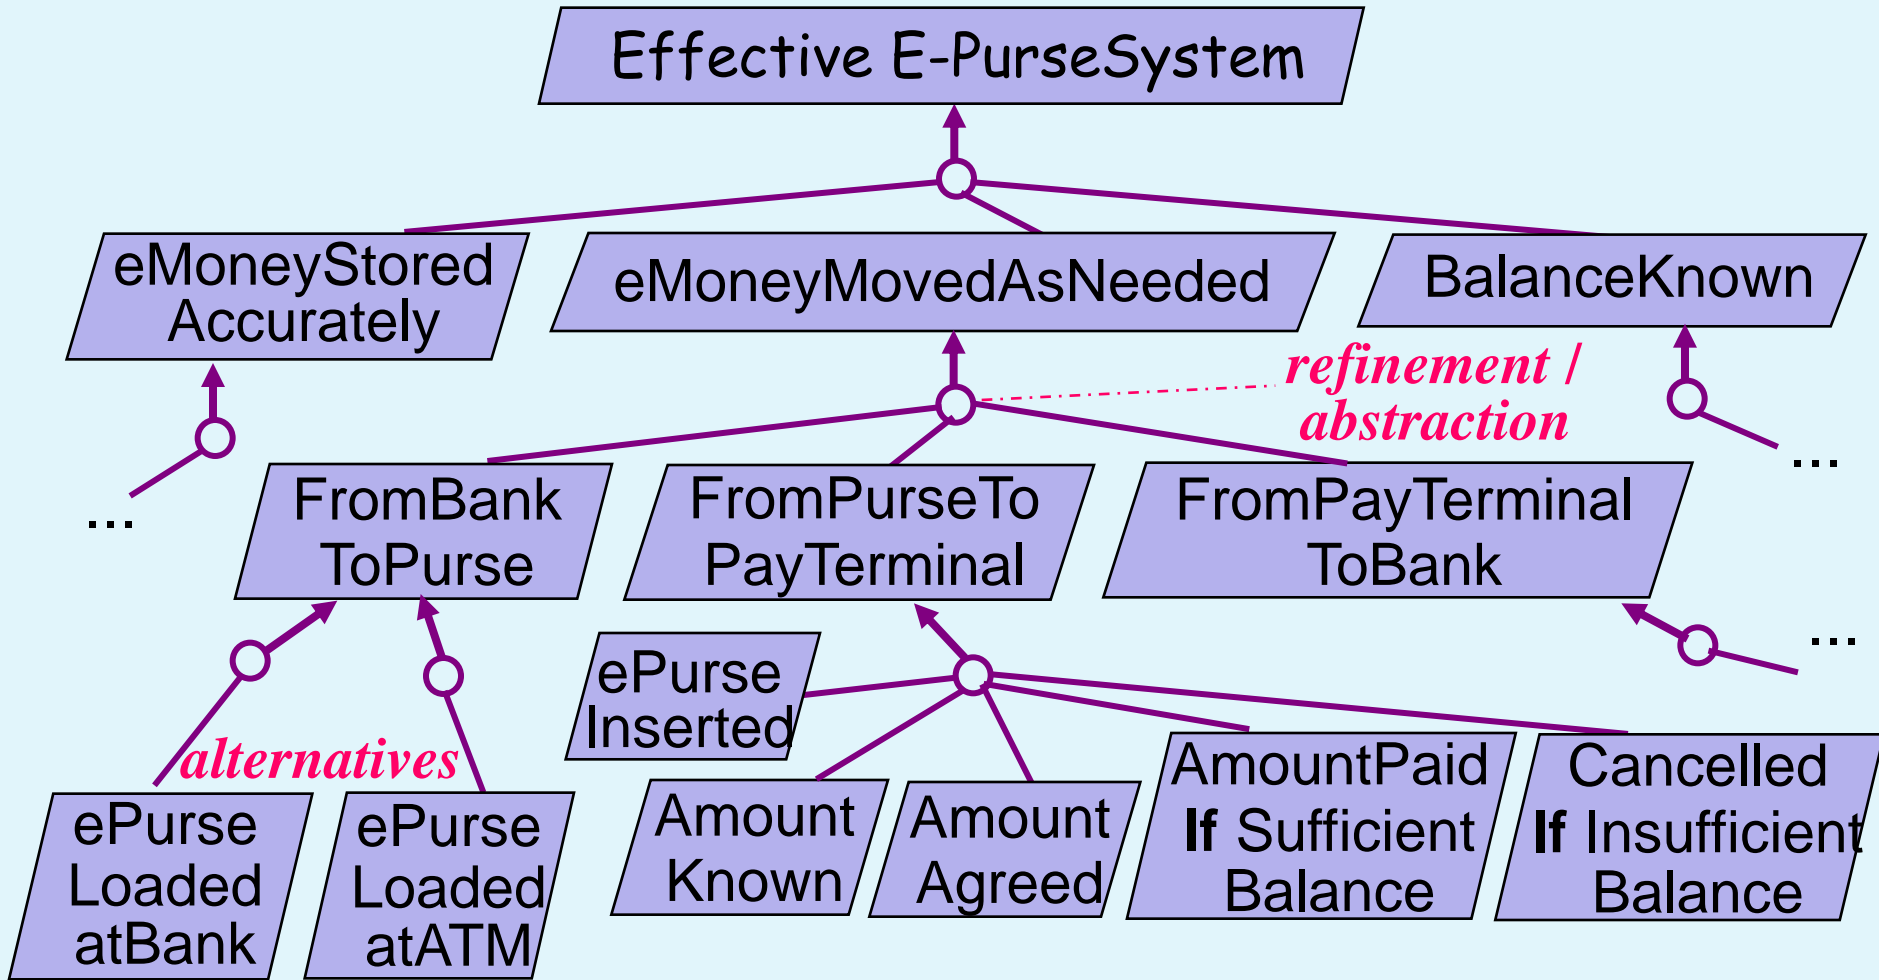 Effective E-PurseSystem
eMoneyStored
Accurately
eMoneyMovedAsNeeded
BalanceKnown
refinement /
abstraction
...
...
FromBank
ToPurse
FromPurseTo
PayTerminal
FromPayTerminal
ToBank
...
alternatives
ePurse
Inserted
ePurse
Loaded
atBank
ePurse
Loaded
atATM
Amount
Known
Amount
Agreed
AmountPaid
If Sufficient
Balance
Cancelled
If Insufficient
Balance